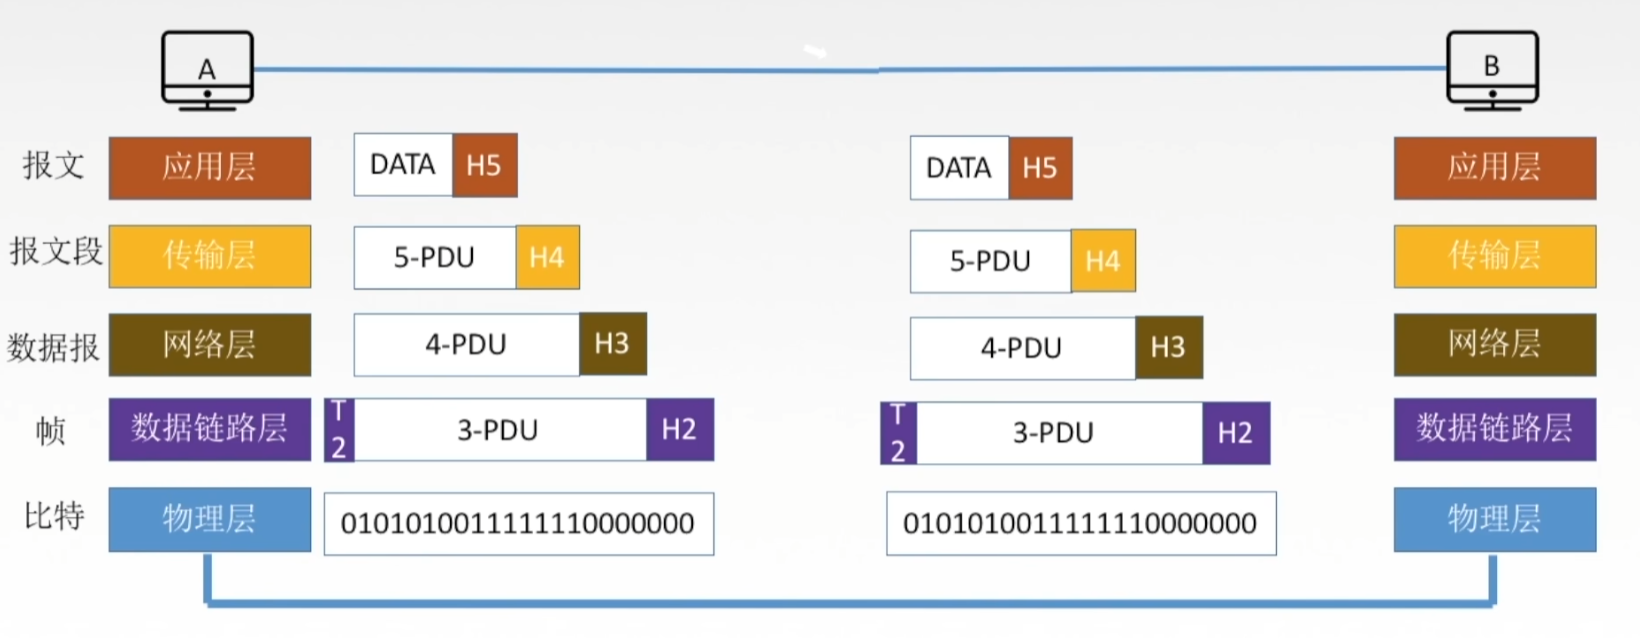 A
B
报文 应用层 DATA H5 DATA H5 应用层
报文段 传输层 5-PDU H4 5-PDU H4 传输层
数据报 网络层 4-PDU H3 4-PDU H3 网络层
帧 数据链路层 T2 3-PDU H2 T2 3-PDU H2 数据链路层
比特 物理层 0101010011111110000000 0101010011111110000000 物理层